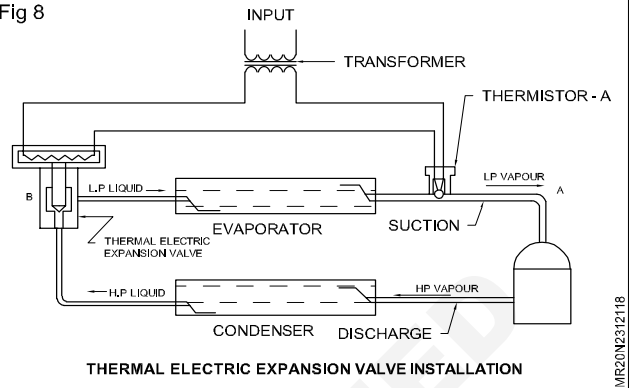 Fig 8
INPUT
TRANSFORMER
THERMISTOR - A
LP VAPOUR
A
L.P LIQUID
B
SUCTION
EVAPORATOR
THERMAL ELECTRIC
EXPANSION VALVE
H.P LIQUID
HP VAPOUR
CONDENSER
DISCHARGE
THERMAL ELECTRIC EXPANSION VALVE INSTALLATION
MR20N2312118